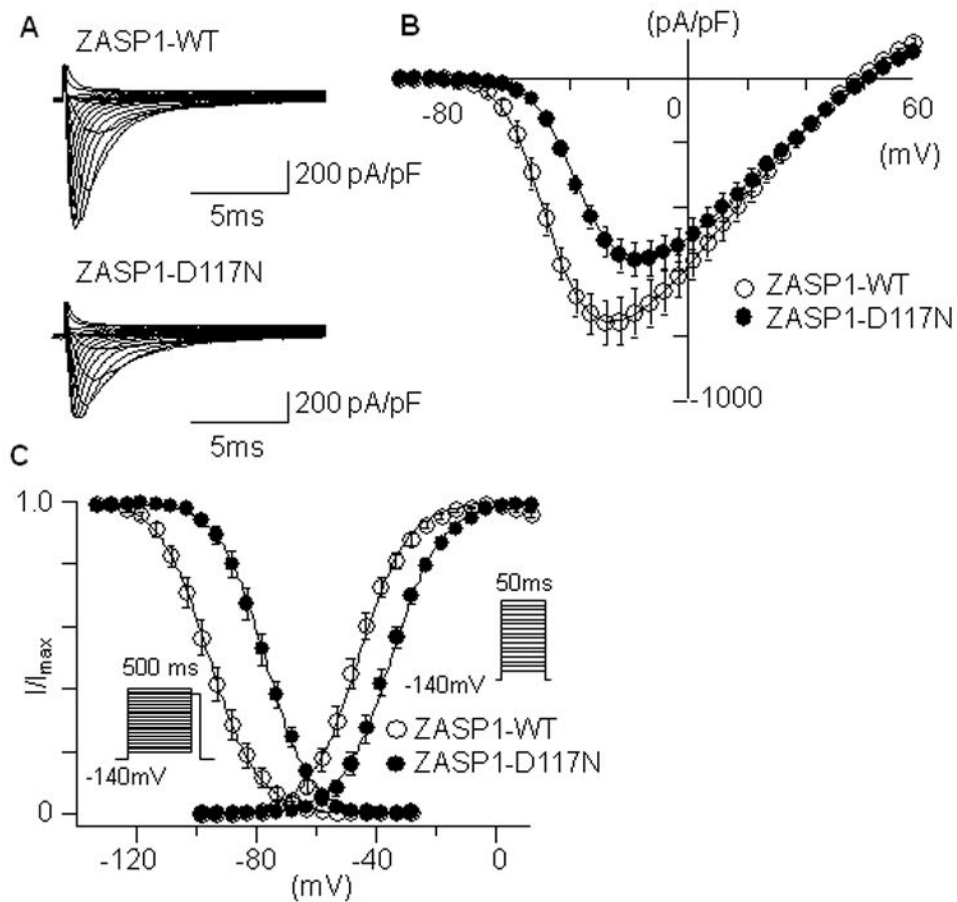 A
ZASP1-WT
200 pA/pF
5ms
ZASP1-D117N
200 pA/pF
5ms
B
(pA/pF)
-80
0
60
(mV)
ZASP1-WT
ZASP1-D117N
-1000
C
1.0
I/Imax
0
500 ms
-140mV
50ms
-140mV
ZASP1-WT
ZASP1-D117N
-120
-80
-40
0
(mV)